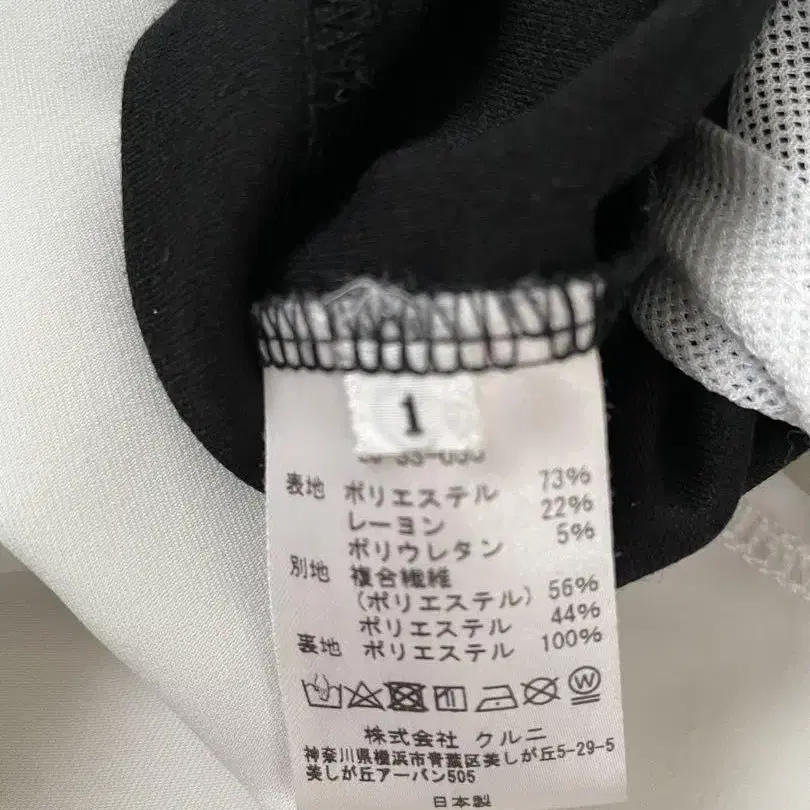 1
表地 ポリエステル 73%
レーヨン 22%
ポリウレタン 5%
別地 複合繊維
(ポリエステル) 56%
ポリエステル 44%
裏地 ポリエステル 100%
W
株式会社 クルニ
神奈川県横浜市青葉区美しが丘5-29-5
美しが丘アーバン505
日本製